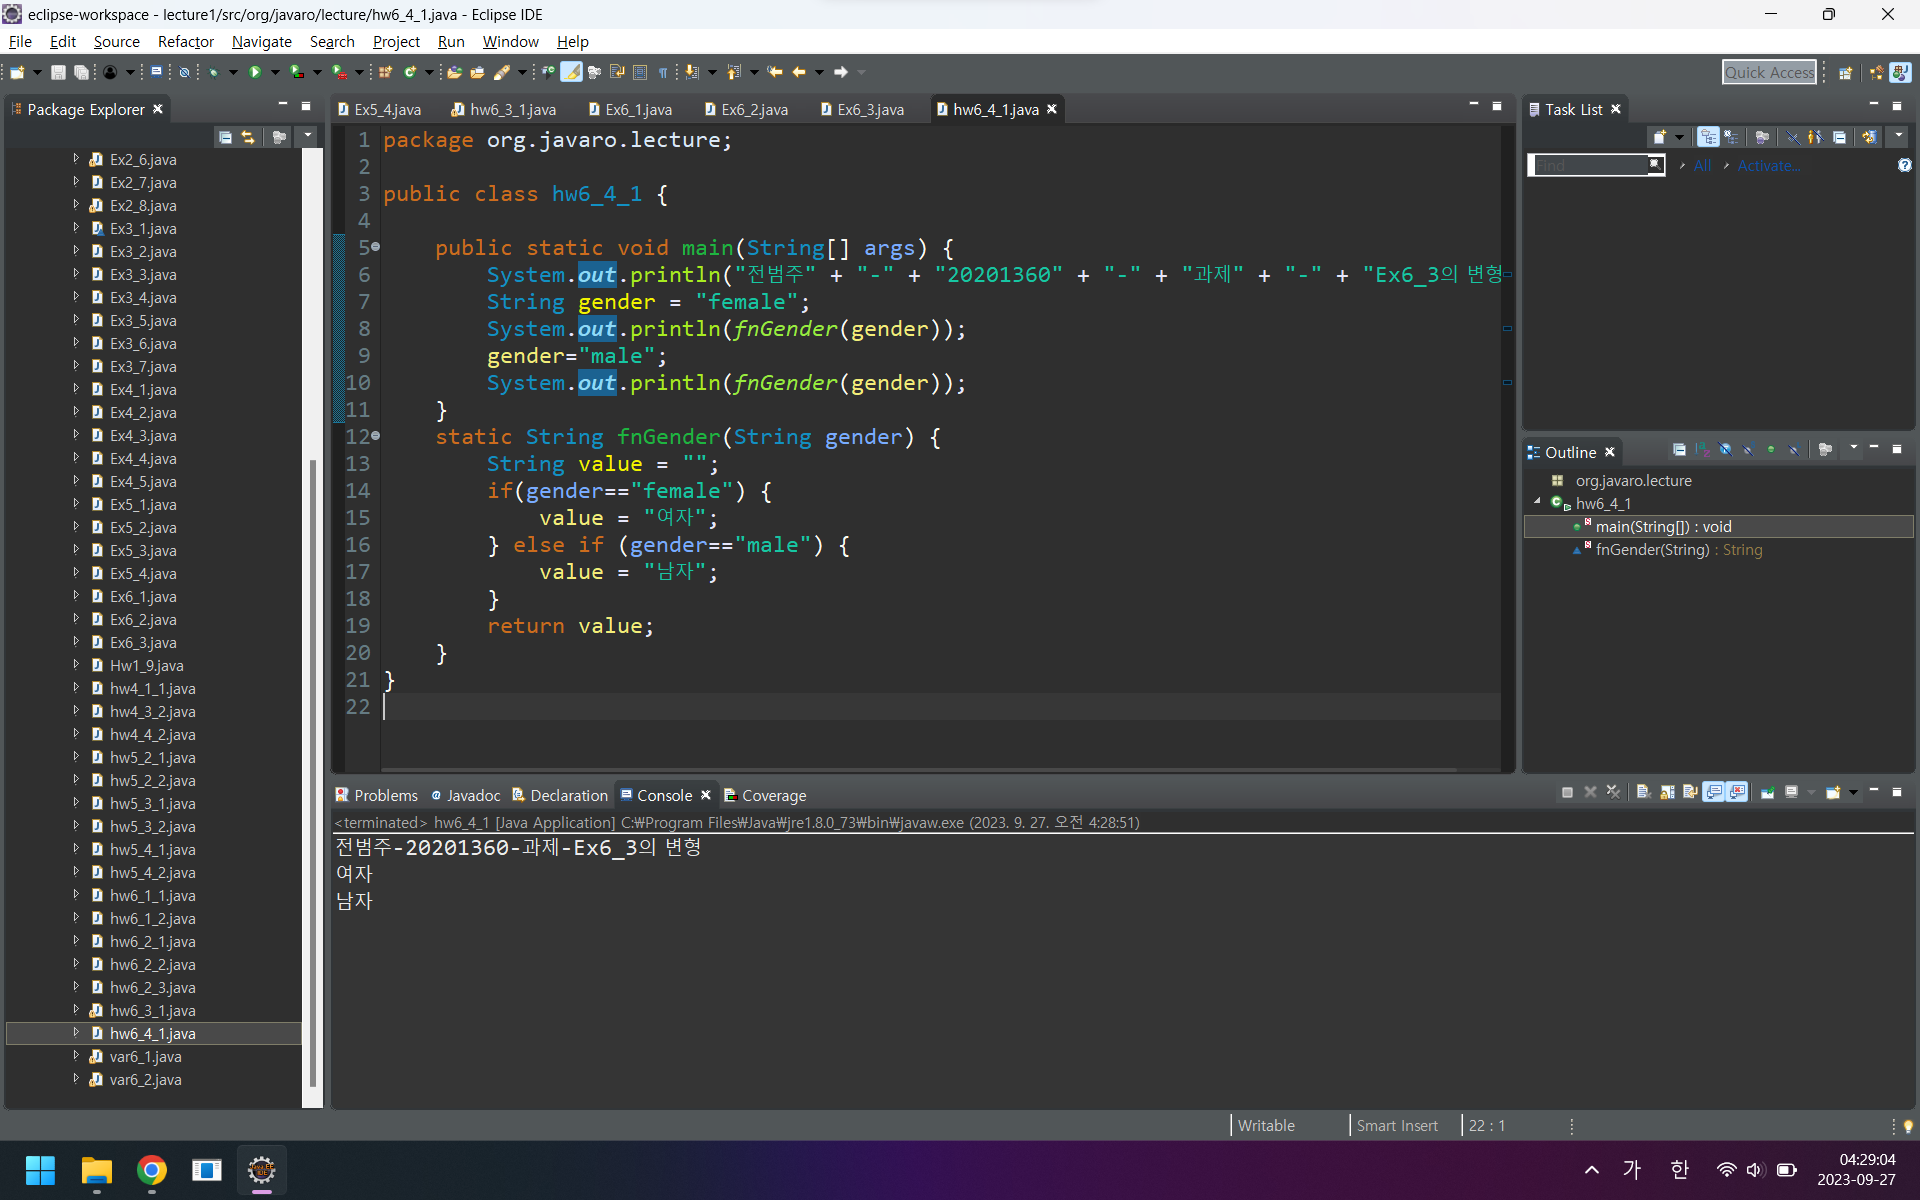 eclipse-workspace - lecture1/src/org/javaro/lecture/hw6_4_1.java - Eclipse IDE
File Edit Source Refactor Navigate Search Project Run Window Help
Quick Access
Package Explorer
Ex2_6.java
Ex2_7.java
Ex2_8.java
Ex3_1.java
Ex3_2.java
Ex3_3.java
Ex3_4.java
Ex3_5.java
Ex3_6.java
Ex3_7.java
Ex4_1.java
Ex4_2.java
Ex4_3.java
Ex4_4.java
Ex4_5.java
Ex5_1.java
Ex5_2.java
Ex5_3.java
Ex5_4.java
Ex6_1.java
Ex6_2.java
Ex6_3.java
Hw1_9.java
hw4_1_1.java
hw4_3_2.java
hw4_4_2.java
hw5_2_1.java
hw5_2_2.java
hw5_3_1.java
hw5_3_2.java
hw5_4_1.java
hw5_4_2.java
hw6_1_1.java
hw6_1_2.java
hw6_2_1.java
hw6_2_2.java
hw6_2_3.java
hw6_3_1.java
hw6_4_1.java
var6_1.java
var6_2.java
Ex5_4.java hw6_3_1.java Ex6_1.java Ex6_2.java Ex6_3.java hw6_4_1.java
1 package org.javaro.lecture;
2
3 public class hw6_4_1 {
4
5 public static void main(String[] args) {
6 System.out.println("전범주" + "-" + "20201360" + "-" + "과제" + "-" + "Ex6_3의 변형
7 String gender = "female";
8 System.out.println(fnGender(gender));
9 gender="male";
10 System.out.println(fnGender(gender));
11 }
12 static String fnGender(String gender) {
13 String value = "";
14 if(gender=="female") {
15 value = "여자";
16 } else if (gender=="male") {
17 value = "남자";
18 }
19 return value;
20 }
21 }
22
Task List
Find All Activate...
Outline
org.javaro.lecture
hw6_4_1
main(String[]) : void
fnGender(String) : String
Problems Javadoc Declaration Console Coverage
<terminated> hw6_4_1 [Java Application] C:₩Program Files₩Java₩jre1.8.0_73₩bin₩javaw.exe (2023. 9. 27. 오전 4:28:51)
전범주-20201360-과제-Ex6_3의 변형
여자
남자
Writable Smart Insert 22 : 1
가 한
04:29:04
2023-09-27